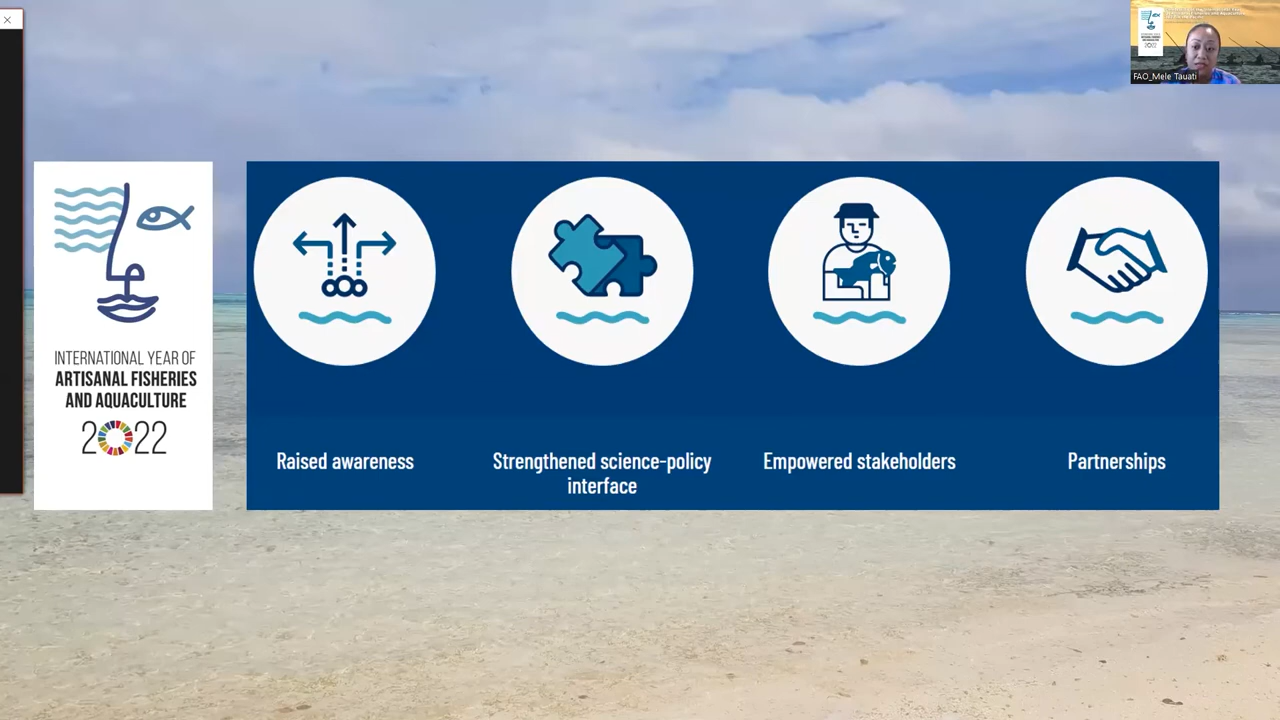 FAO_Mele Tauati
INTERNATIONAL YEAR OF
ARTISANAL FISHERIES
AND AQUACULTURE
2022
Raised awareness
Strengthened science-policy
interface
Empowered stakeholders
Partnerships